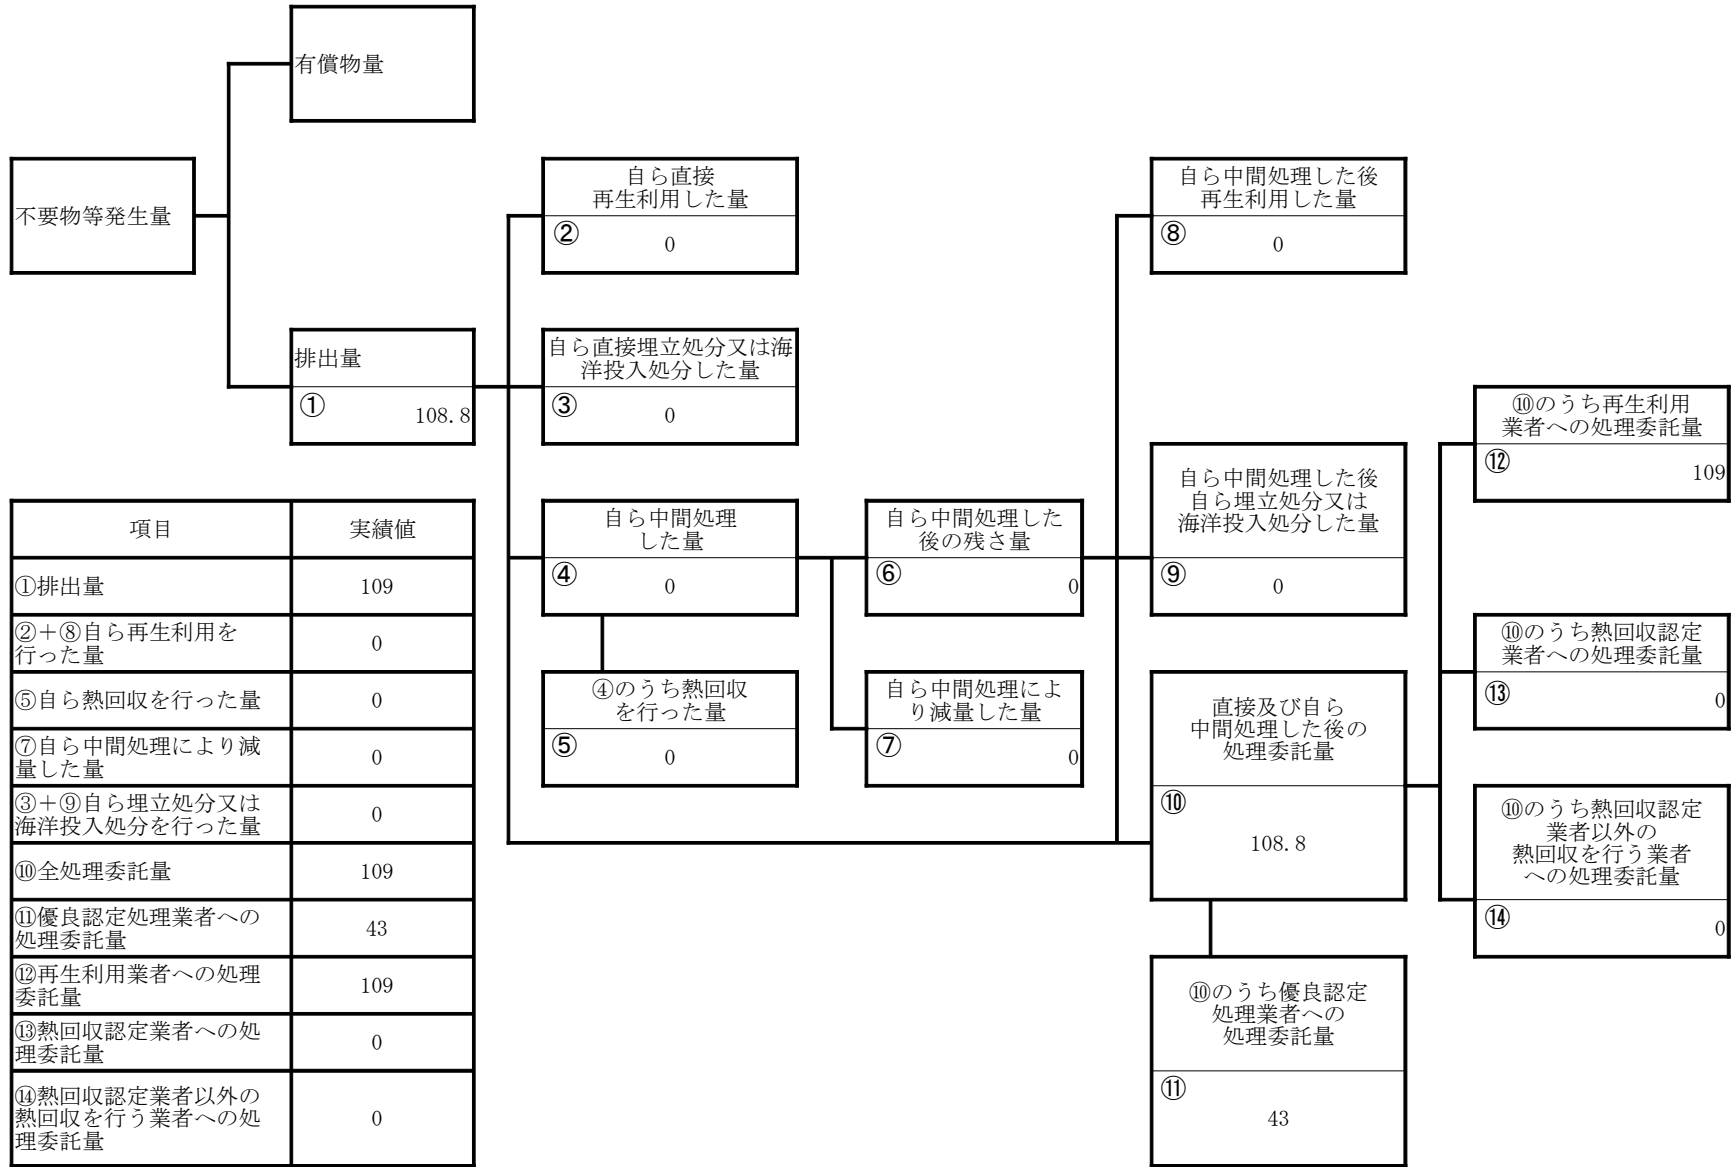 有償物量
不要物等発生量
自ら直接
再生利用した量
②
0
自ら中間処理した後
再生利用した量
⑧
0
排出量
①
108.8
自ら直接埋立処分又は海
洋投入処分した量
③
0
⑩のうち再生利用
業者への処理委託量
⑫
109
自ら中間処理した後
自ら埋立処分又は
海洋投入処分した量
⑨
0
自ら中間処理
した量
④
0
自ら中間処理した
後の残さ量
⑥
0
⑩のうち熱回収認定
業者への処理委託量
⑬
0
④のうち熱回収
を行った量
⑤
0
自ら中間処理によ
り減量した量
⑦
0
直接及び自ら
中間処理した後の
処理委託量
⑩
108.8
⑩のうち熱回収認定
業者以外の
熱回収を行う業者
への処理委託量
⑭
0
⑩のうち優良認定
処理業者への
処理委託量
⑪
43
項目 実績値
①排出量 109
②+⑧自ら再生利用を
行った量 0
⑤自ら熱回収を行った量 0
⑦自ら中間処理により減
量した量 0
③+⑨自ら埋立処分又は
海洋投入処分を行った量 0
⑩全処理委託量 109
⑪優良認定処理業者への
処理委託量 43
⑫再生利用業者への処理
委託量 109
⑬熱回収認定業者への処
理委託量 0
⑭熱回収認定業者以外の
熱回収を行う業者への処 0
理委託量